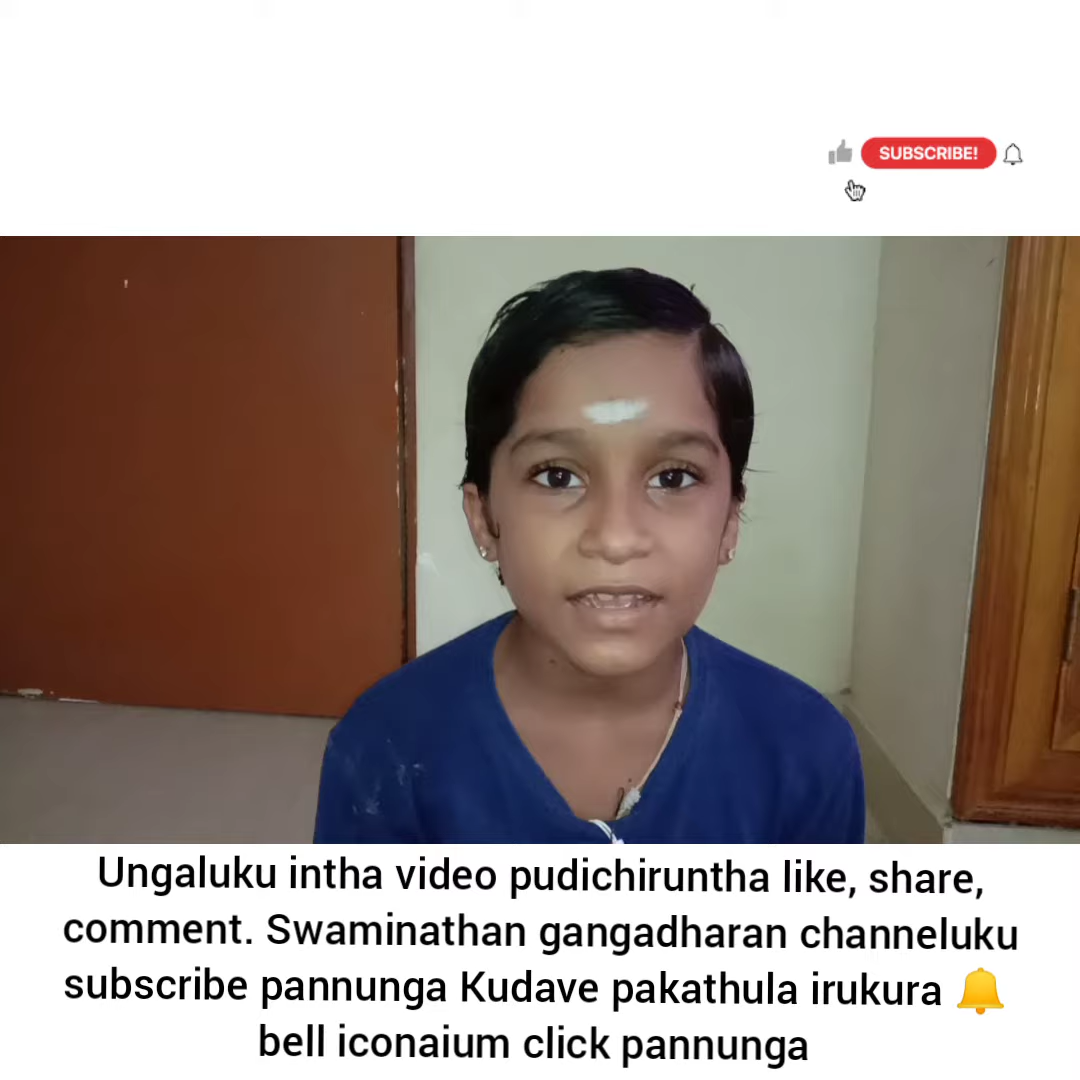 SUBSCRIBE!
Ungaluku intha video pudichiruntha like, share,
comment. Swaminathan gangadharan channeluku
subscribe pannunga Kudave pakathula irukura 🔔
bell iconaium click pannunga